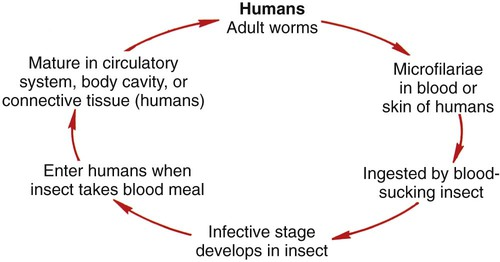 Humans
Adult worms
Microfilariae
in blood or
skin of humans
Ingested by blood-
sucking insect
Infective stage
develops in insect
Enter humans when
insect takes blood meal
Mature in circulatory
system, body cavity, or
connective tissue (humans)